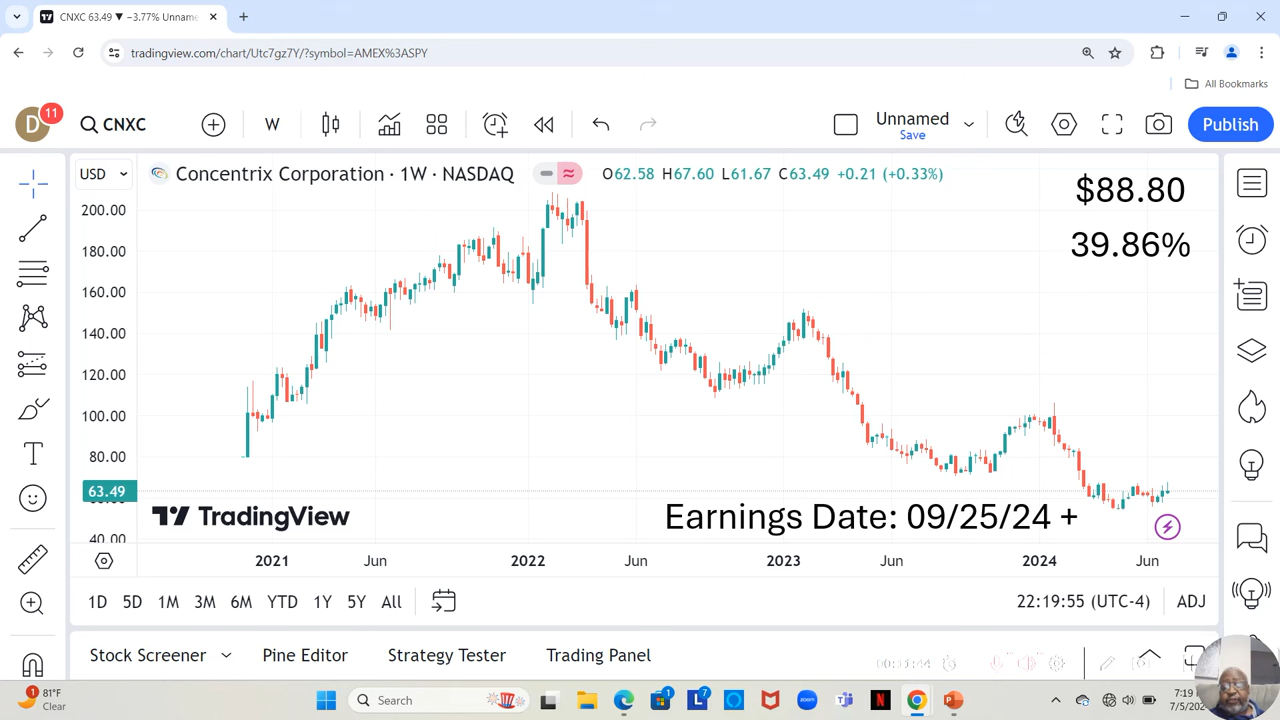 CNXC 63.49 ▼ −3.77% Unname
tradingview.com/chart/Utc7gz7Y/?symbol=AMEX%3ASPY
All Bookmarks
D 11 CNXC W Unnamed Save Publish
USD Concentrix Corporation · 1W · NASDAQ O62.58 H67.60 L61.67 C63.49 +0.21 (+0.33%)
$88.80
39.86%
200.00
180.00
160.00
140.00
120.00
100.00
80.00
63.49
40.00
TradingView
Earnings Date: 09/25/24 +
2021 Jun 2022 Jun 2023 Jun 2024 Jun
1D 5D 1M 3M 6M YTD 1Y 5Y All 22:19:55 (UTC-4) ADJ
Stock Screener Pine Editor Strategy Tester Trading Panel
1 81°F
Clear
Search
1 7 zoom N P
7:19
7/5/2